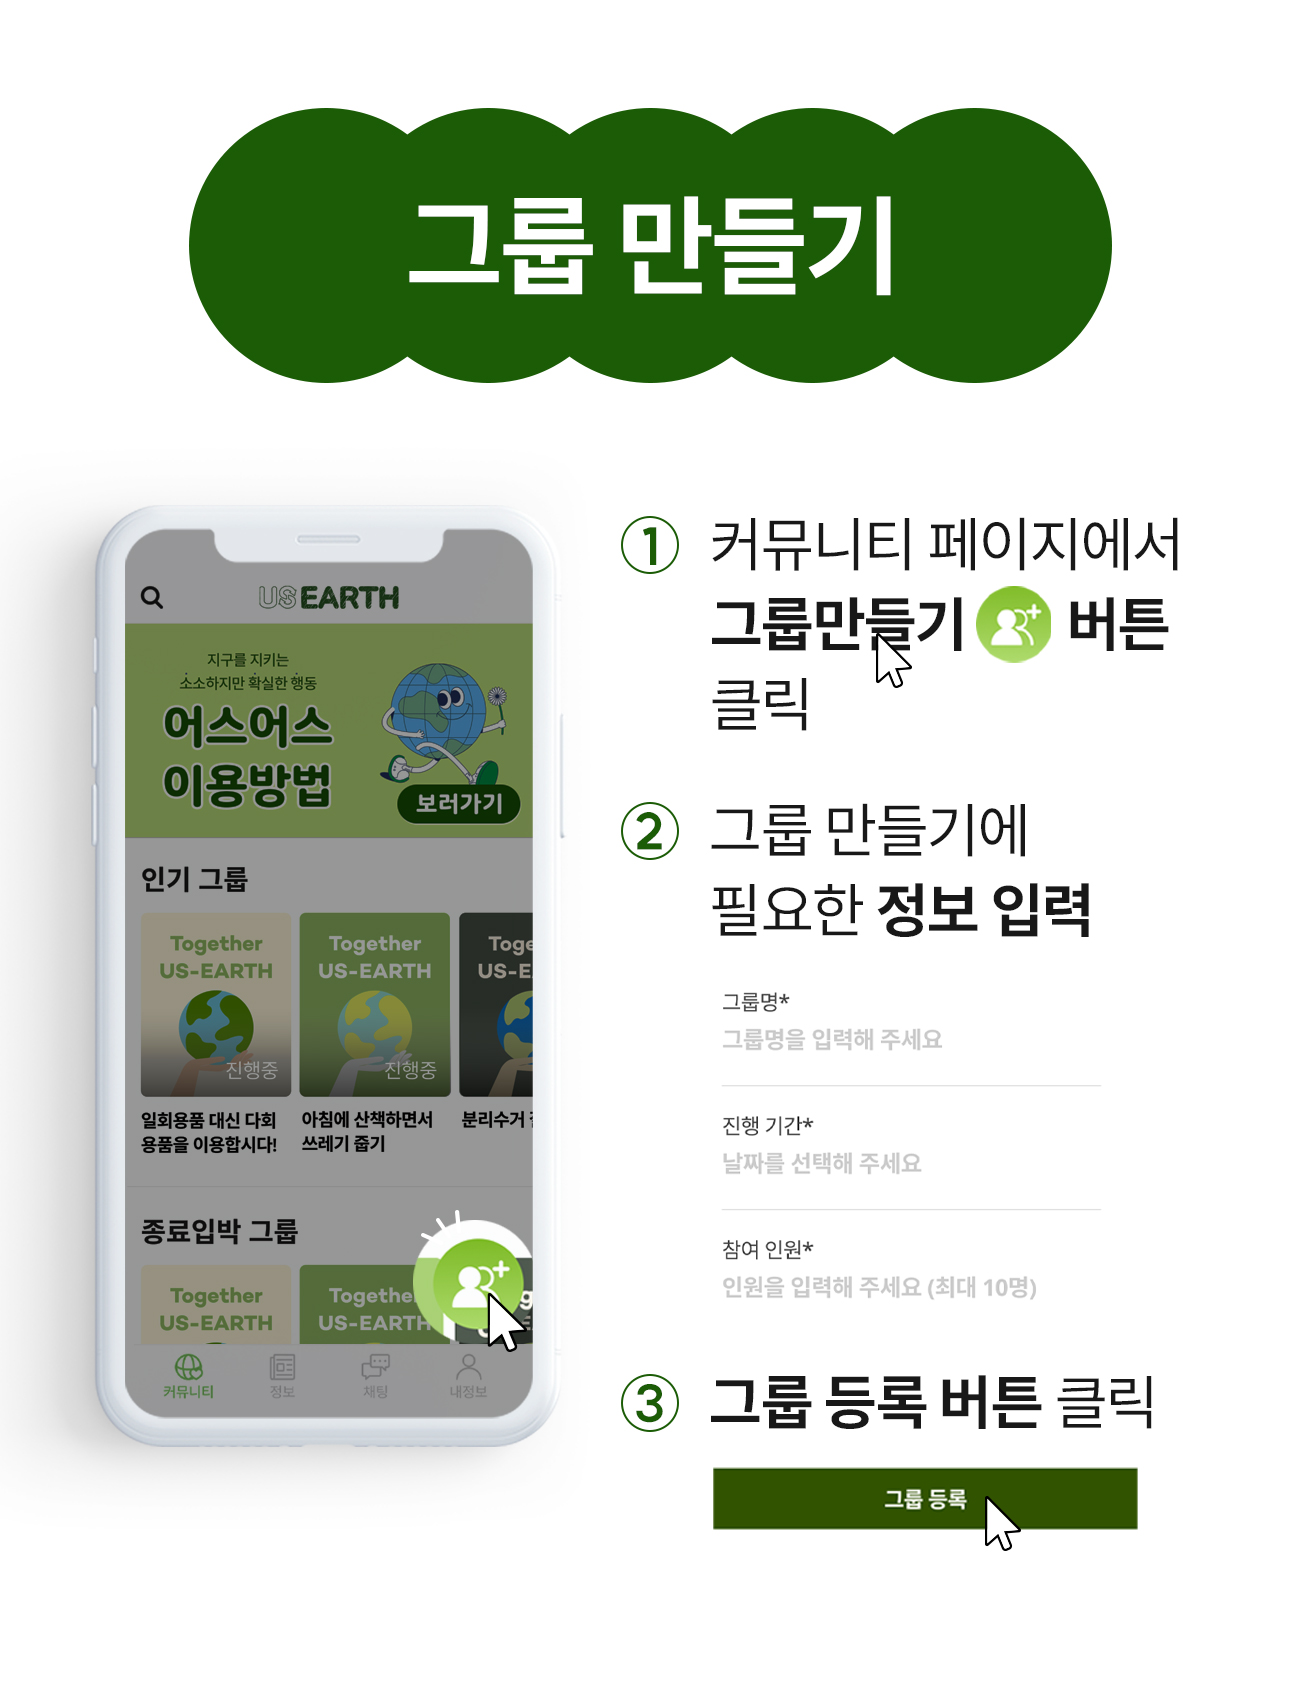 그룹 만들기
US EARTH
지구를 지키는
소소하지만 확실한 행동
어스어스
이용방법
보러가기
인기 그룹
Together
US-EARTH
진행중
일회용품 대신 다회
용품을 이용합시다!
Together
US-EARTH
진행중
아침에 산책하면서
쓰레기 줍기
Toge
US-E
분리수거
종료임박 그룹
Together
US-EARTH
Togethe
US-EARTH
커뮤니티
정보
채팅
내정보
① 커뮤니티 페이지에서
그룹만들기 버튼
클릭
② 그룹 만들기에
필요한 정보 입력
그룹명*
그룹명을 입력해 주세요
진행 기간*
날짜를 선택해 주세요
참여 인원*
인원을 입력해 주세요 (최대 10명)
③ 그룹 등록 버튼 클릭
그룹 등록